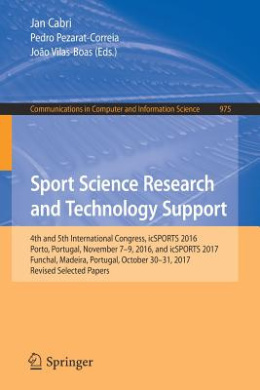 Jan Cabri
Pedro Pezarat-Correia
João Vilas-Boas (Eds.)
Communications in Computer and Information Science 975
Sport Science Research
and Technology Support
4th and 5th International Congress, icSPORTS 2016
Porto, Portugal, November 7–9, 2016, and icSPORTS 2017
Funchal, Madeira, Portugal, October 30–31, 2017
Revised Selected Papers
Springer